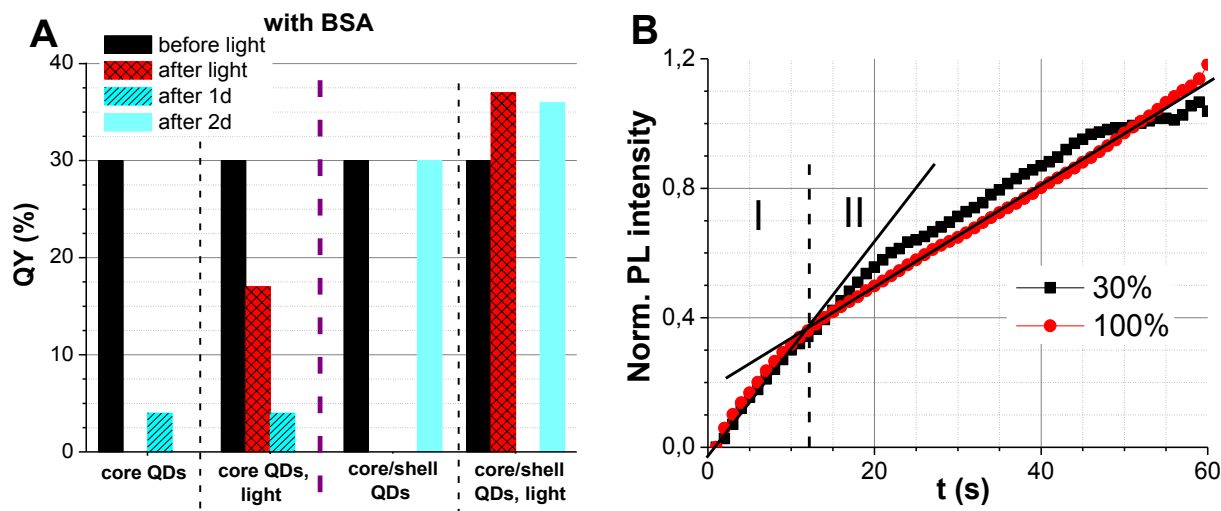 A
with BSA
before light
after light
after 1d
after 2d
QY (%)
40
30
20
10
0
core QDs
core QDs,
light
core/shell
QDs
core/shell
QDs, light
B
Norm. PL intensity
1,2
0,8
0,4
0,0
I
II
30%
100%
0
20
40
60
t (s)